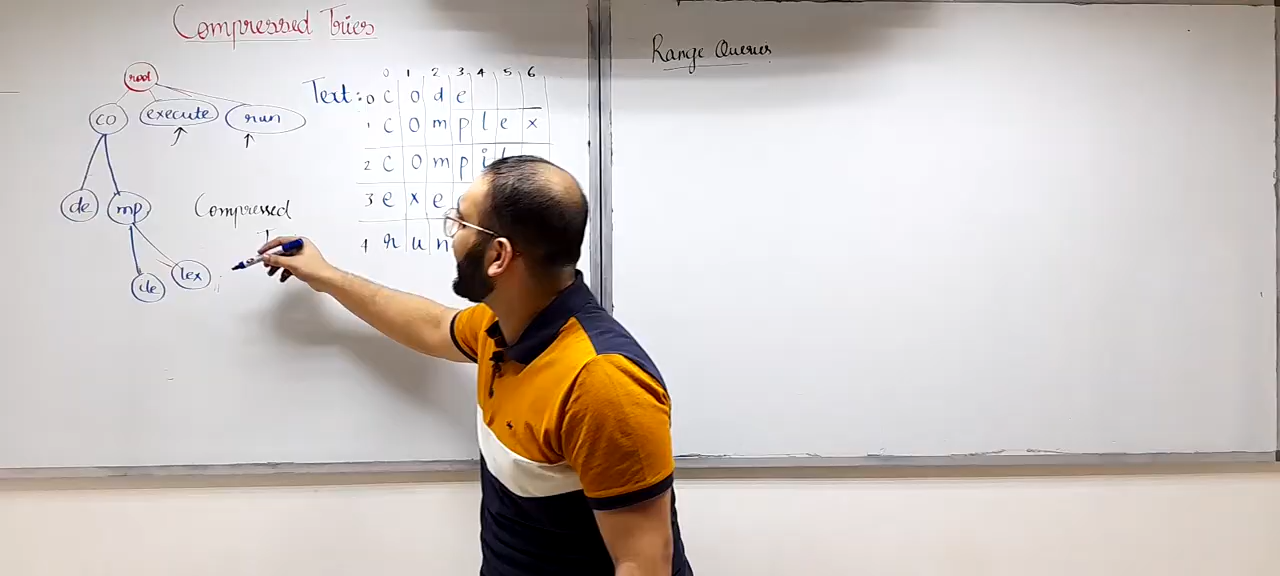 Compressed Tries
root
co execute run
de mp
ile lex
Compressed
Text:
0 1 2 3 4 5 6
0 c o d e
1 c o m p l e x
2 c o m p i
3 e x e
4 r u n
Range Queries